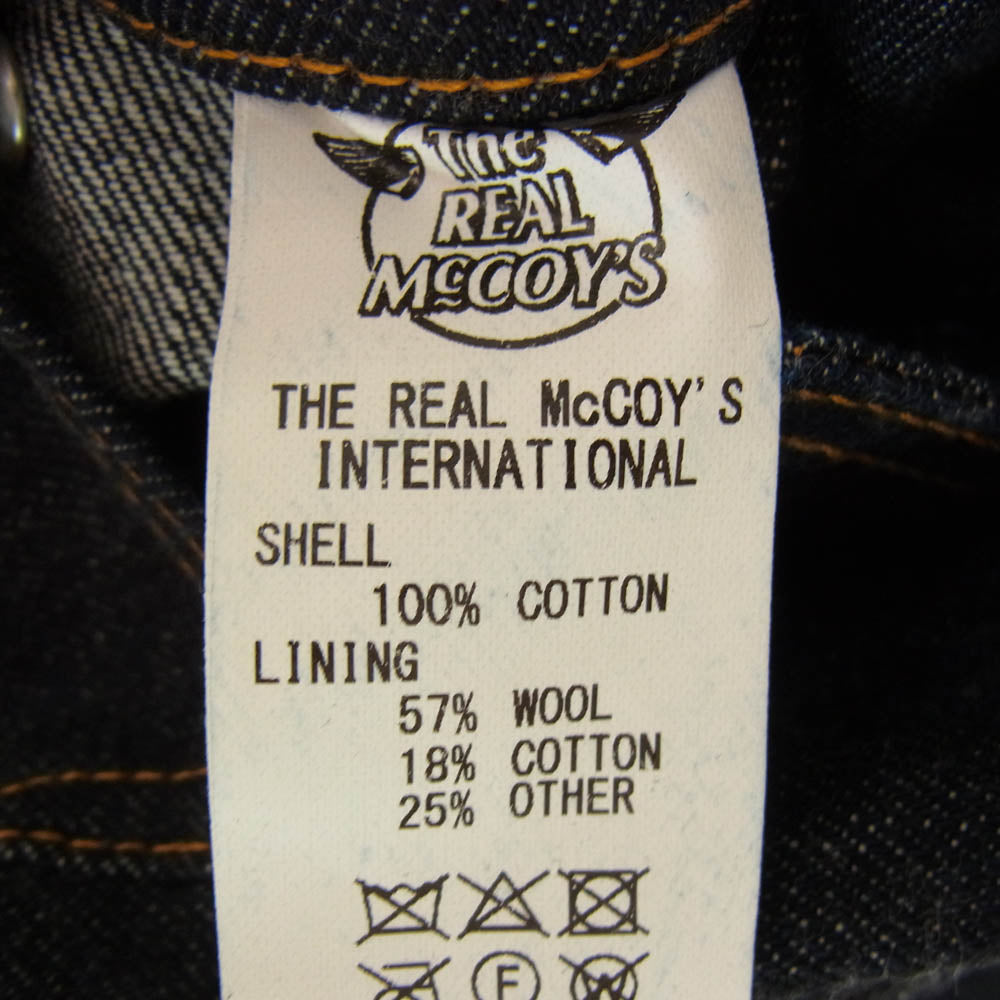 The
REAL
McCOY'S
THE REAL McCOY'S
INTERNATIONAL
SHELL
100% COTTON
LINING
57% WOOL
18% COTTON
25% OTHER
F W